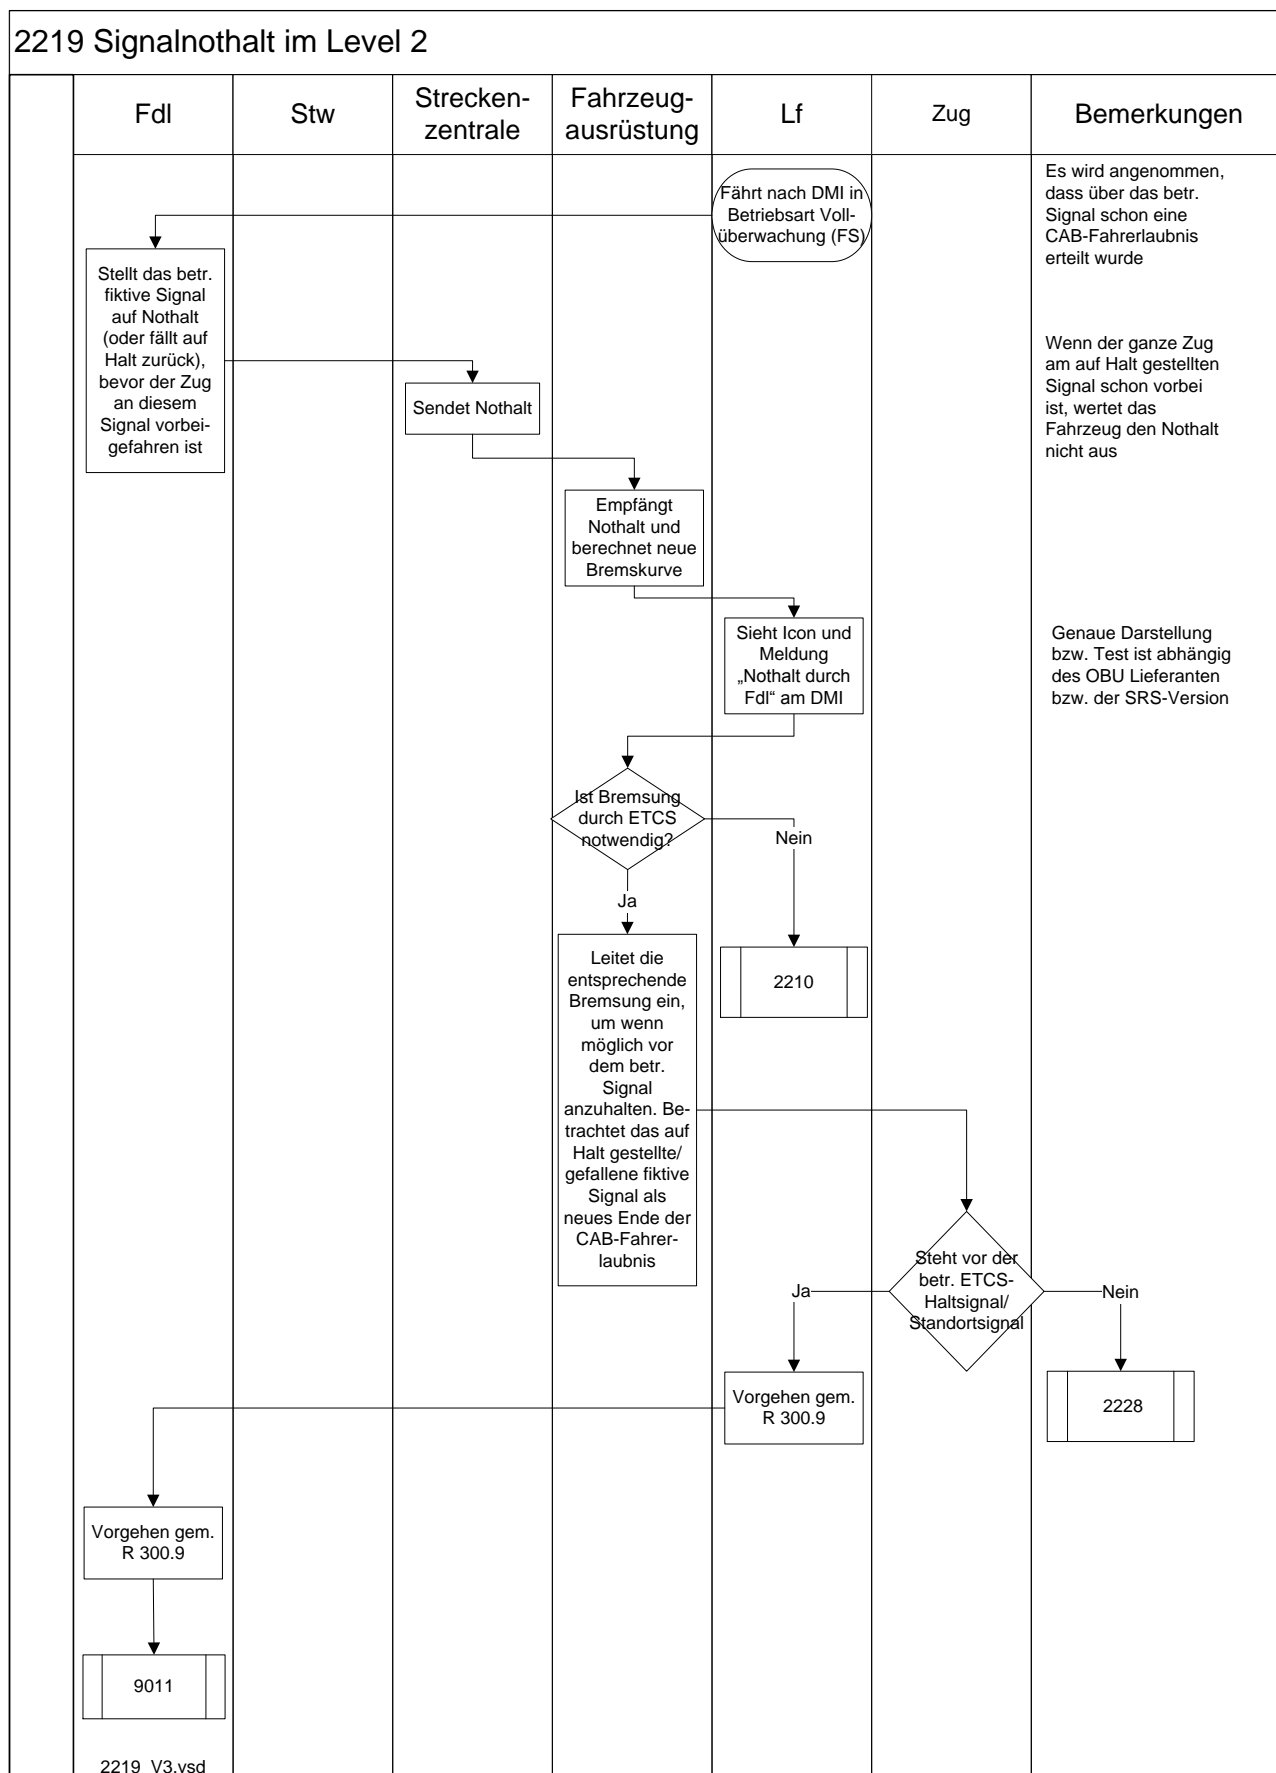 2219 Signalnothalt im Level 2
Fdl
Stw
Strecken-
zentrale
Fahrzeug-
ausrüstung
Lf
Zug
Bemerkungen
Fährt nach DMI in
Betriebsart Voll-
überwachung (FS)
Es wird angenommen,
dass über das betr.
Signal schon eine
CAB-Fahrerlaubnis
erteilt wurde
Stellt das betr.
fiktive Signal
auf Nothalt
(oder fällt auf
Halt zurück),
bevor der Zug
an diesem
Signal vorbei-
gefahren ist
Wenn der ganze Zug
am auf Halt gestellten
Signal schon vorbei
ist, wertet das
Fahrzeug den Nothalt
nicht aus
Sendet Nothalt
Empfängt
Nothalt und
berechnet neue
Bremskurve
Sieht Icon und
Meldung
„Nothalt durch
Fdl“ am DMI
Genaue Darstellung
bzw. Test ist abhängig
des OBU Lieferanten
bzw. der SRS-Version
Ist Bremsung
durch ETCS
notwendig?
Nein
Ja
Leitet die
entsprechende
Bremsung ein,
um wenn
möglich vor
dem betr.
Signal
anzuhalten. Be-
trachtet das auf
Halt gestellte/
gefallene fiktive
Signal als
neues Ende der
CAB-Fahrer-
laubnis
2210
Steht vor der
betr. ETCS-
Haltsignal/
Standortsignal
Ja
Nein
Vorgehen gem.
R 300.9
2228
Vorgehen gem.
R 300.9
9011
2219_V3.vsd